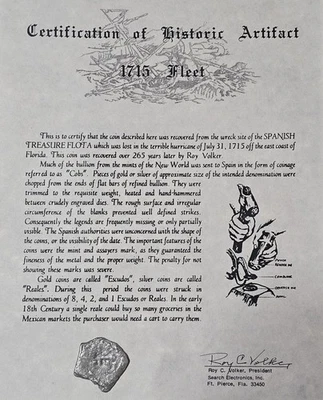 Certification of Historic Artifact
1715 Fleet
This is to certify that the coin described here was recovered from the wreck site of the SPANISH
TREASURE FLOTA which was lost in the terrible hurricane of July 31, 1715 off the east coast of
Florida. This coin was recovered over 265 years later by Roy Volker.
Much of the bullion from the mints of the New World was sent to Spain in the form of coinage
referred to as "Cobs". Pieces of gold or silver of approximate size of the intended denomination were
chopped from the ends of flat bars of refined bullion. They were
trimmed to the requisite weight, heated and hand-hammered
between crudely engraved dies. The rough surface and irregular
circumference of the blanks prevented well defined strikes.
Consequently the legends are frequently missing or only partially
visible. The Spanish authorities were unconcerned with the shape of
the coins, or the visibility of the date. The important features of the
coins were the mint and assayers mark, as they guaranteed the
fineness of the metal and the proper weight. The penalty for not
showing these marks was severe.
Gold coins are called "Escudos", silver coins are called
"Reales". During this period the coins were struck in
denominations of 8, 4, 2, and 1 Escudos or Reales. In the early
18th Century a single reale could buy so many groceries in the
Mexican markets the purchaser would need a cart to carry them.
Roy C. Volker
Roy C. Volker, President
Search Electronics, Inc.
Ft. Pierce, Fla. 33450